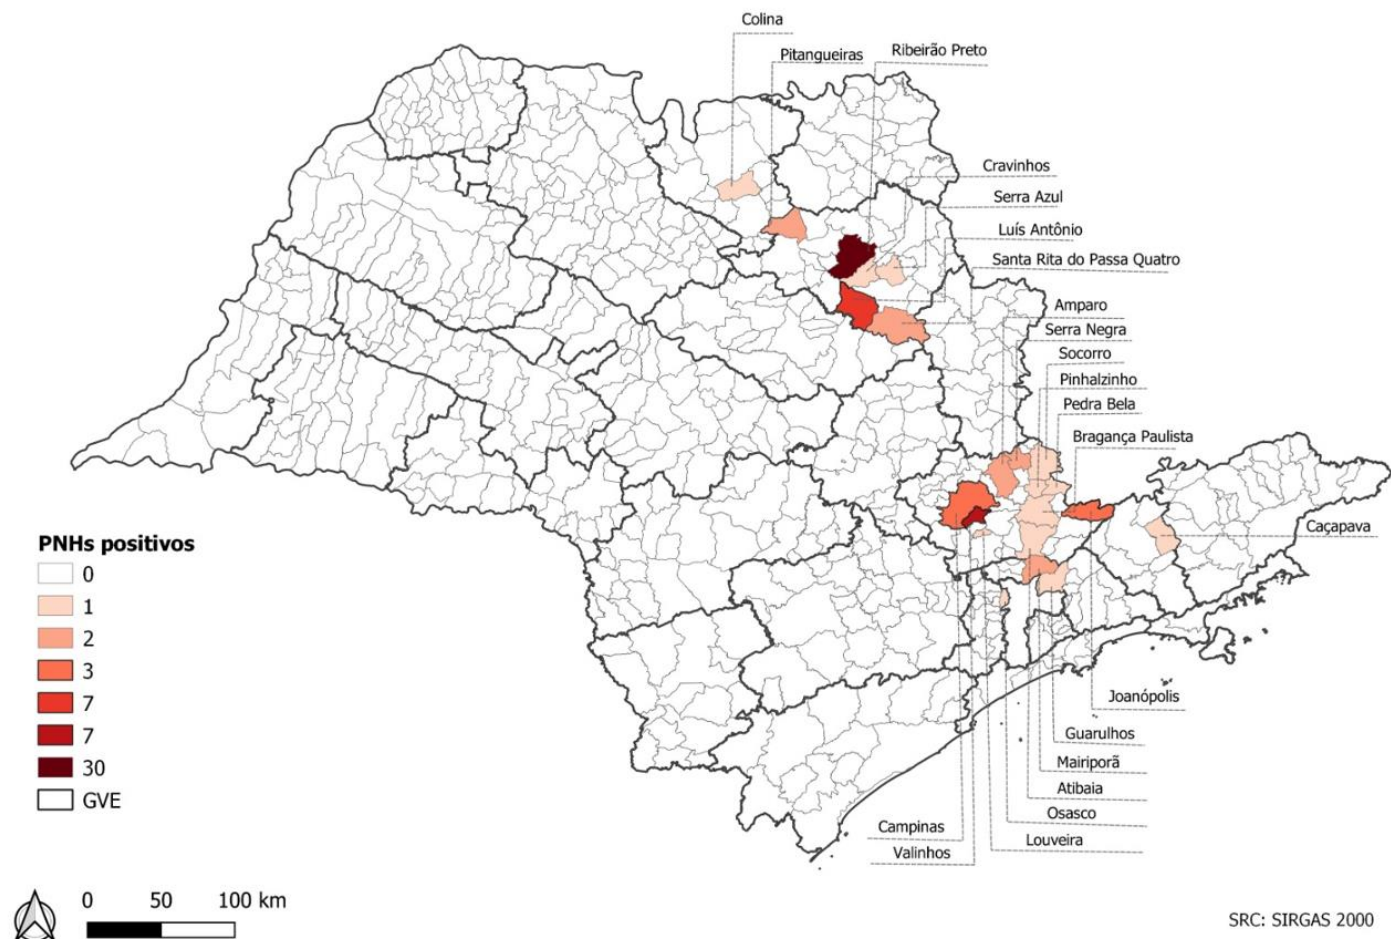 Colina
Pitangueiras
Ribeirão Preto
Cravinhos
Serra Azul
Luís Antônio
Santa Rita do Passa Quatro
Amparo
Serra Negra
Socorro
Pinhalzinho
Pedra Bela
Bragança Paulista
Caçapava
Joanópolis
Guarulhos
Mairiporã
Atibaia
Osasco
Campinas
Louveira
Valinhos
PNHs positivos
0
1
2
3
7
7
30
GVE
0 50 100 km
SRC: SIRGAS 2000